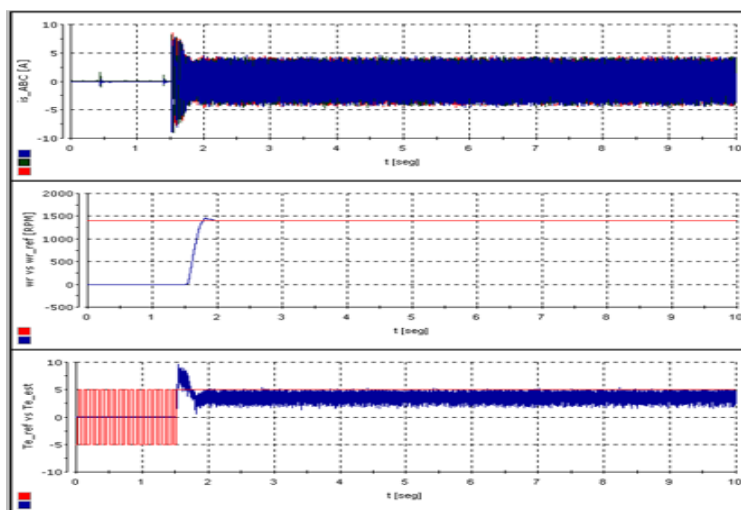 10
5
0
-5
-10
is_ABC [A]
0 1 2 3 4 5 6 7 8 9 10
t [seg]
2000
1500
1000
500
0
-500
wr vs wr_ref [RPM]
0 1 2 3 4 5 6 7 8 9 10
t [seg]
10
5
0
-5
-10
Te_ref vs Te_est
0 1 2 3 4 5 6 7 8 9 10
t [seg]